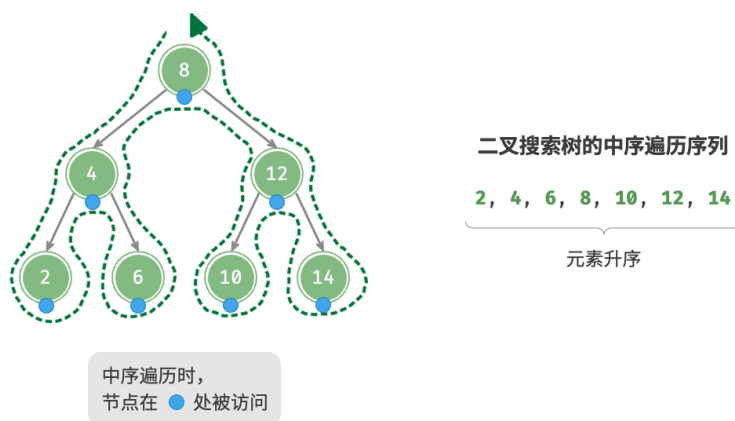 8
4
12
2
6
10
14
二叉搜索树的中序遍历序列
2, 4, 6, 8, 10, 12, 14
元素升序
中序遍历时，
节点在 处被访问